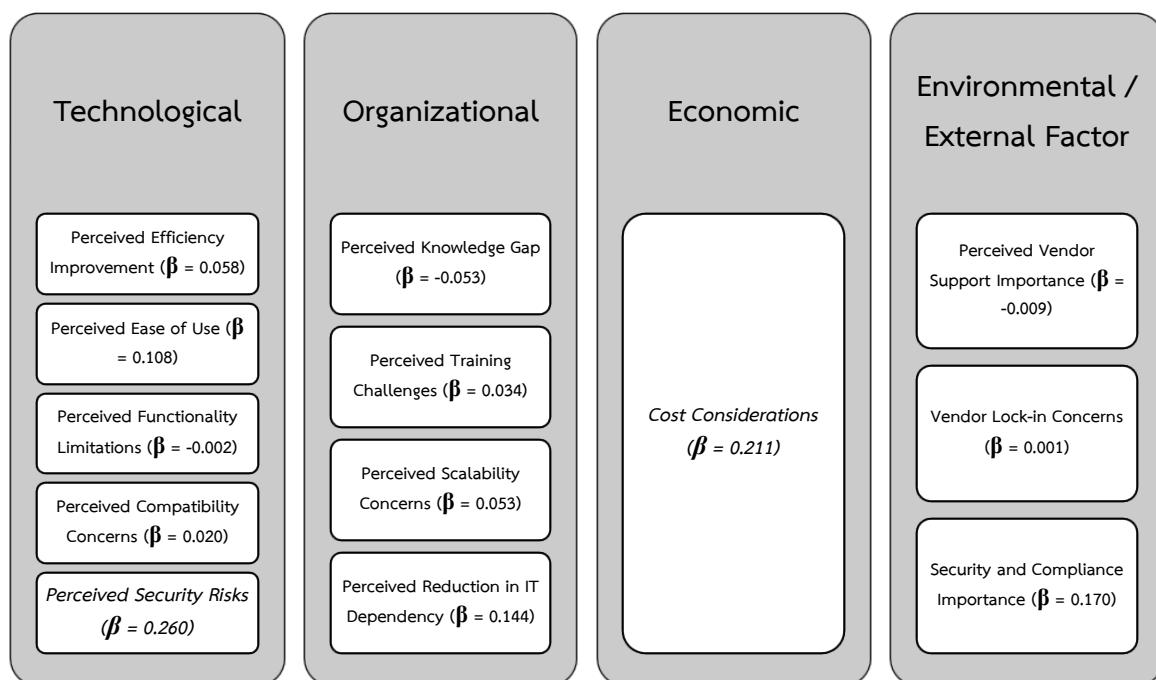 Technological
Perceived Efficiency
Improvement (β = 0.058)
Perceived Ease of Use (β
= 0.108)
Perceived Functionality
Limitations (β = -0.002)
Perceived Compatibility
Concerns (β = 0.020)
Perceived Security Risks
(β = 0.260)
Organizational
Perceived Knowledge Gap
(β = -0.053)
Perceived Training
Challenges (β = 0.034)
Perceived Scalability
Concerns (β = 0.053)
Perceived Reduction in IT
Dependency (β = 0.144)
Economic
Cost Considerations
(β = 0.211)
Environmental /
External Factor
Perceived Vendor
Support Importance (β =
-0.009)
Vendor Lock-in Concerns
(β = 0.001)
Security and Compliance
Importance (β = 0.170)